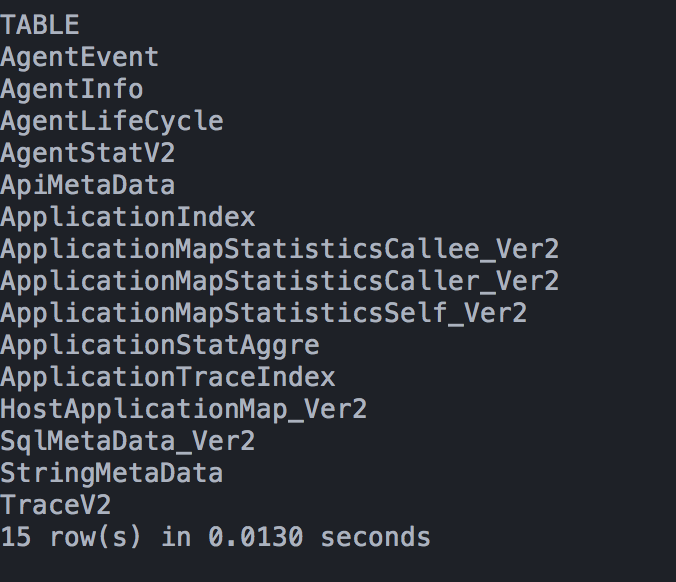 TABLE
AgentEvent
AgentInfo
AgentLifeCycle
AgentStatV2
ApiMetaData
ApplicationIndex
ApplicationMapStatisticsCallee_Ver2
ApplicationMapStatisticsCaller_Ver2
ApplicationMapStatisticsSelf_Ver2
ApplicationStatAggre
ApplicationTraceIndex
HostApplicationMap_Ver2
SqlMetaData_Ver2
StringMetaData
TraceV2
15 row(s) in 0.0130 seconds